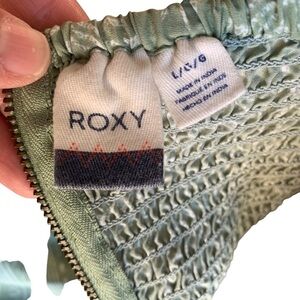 ROXY
L/L/G
MADE IN INDIA
FABRIQUÉ EN INDE
HECHO EN INDIA